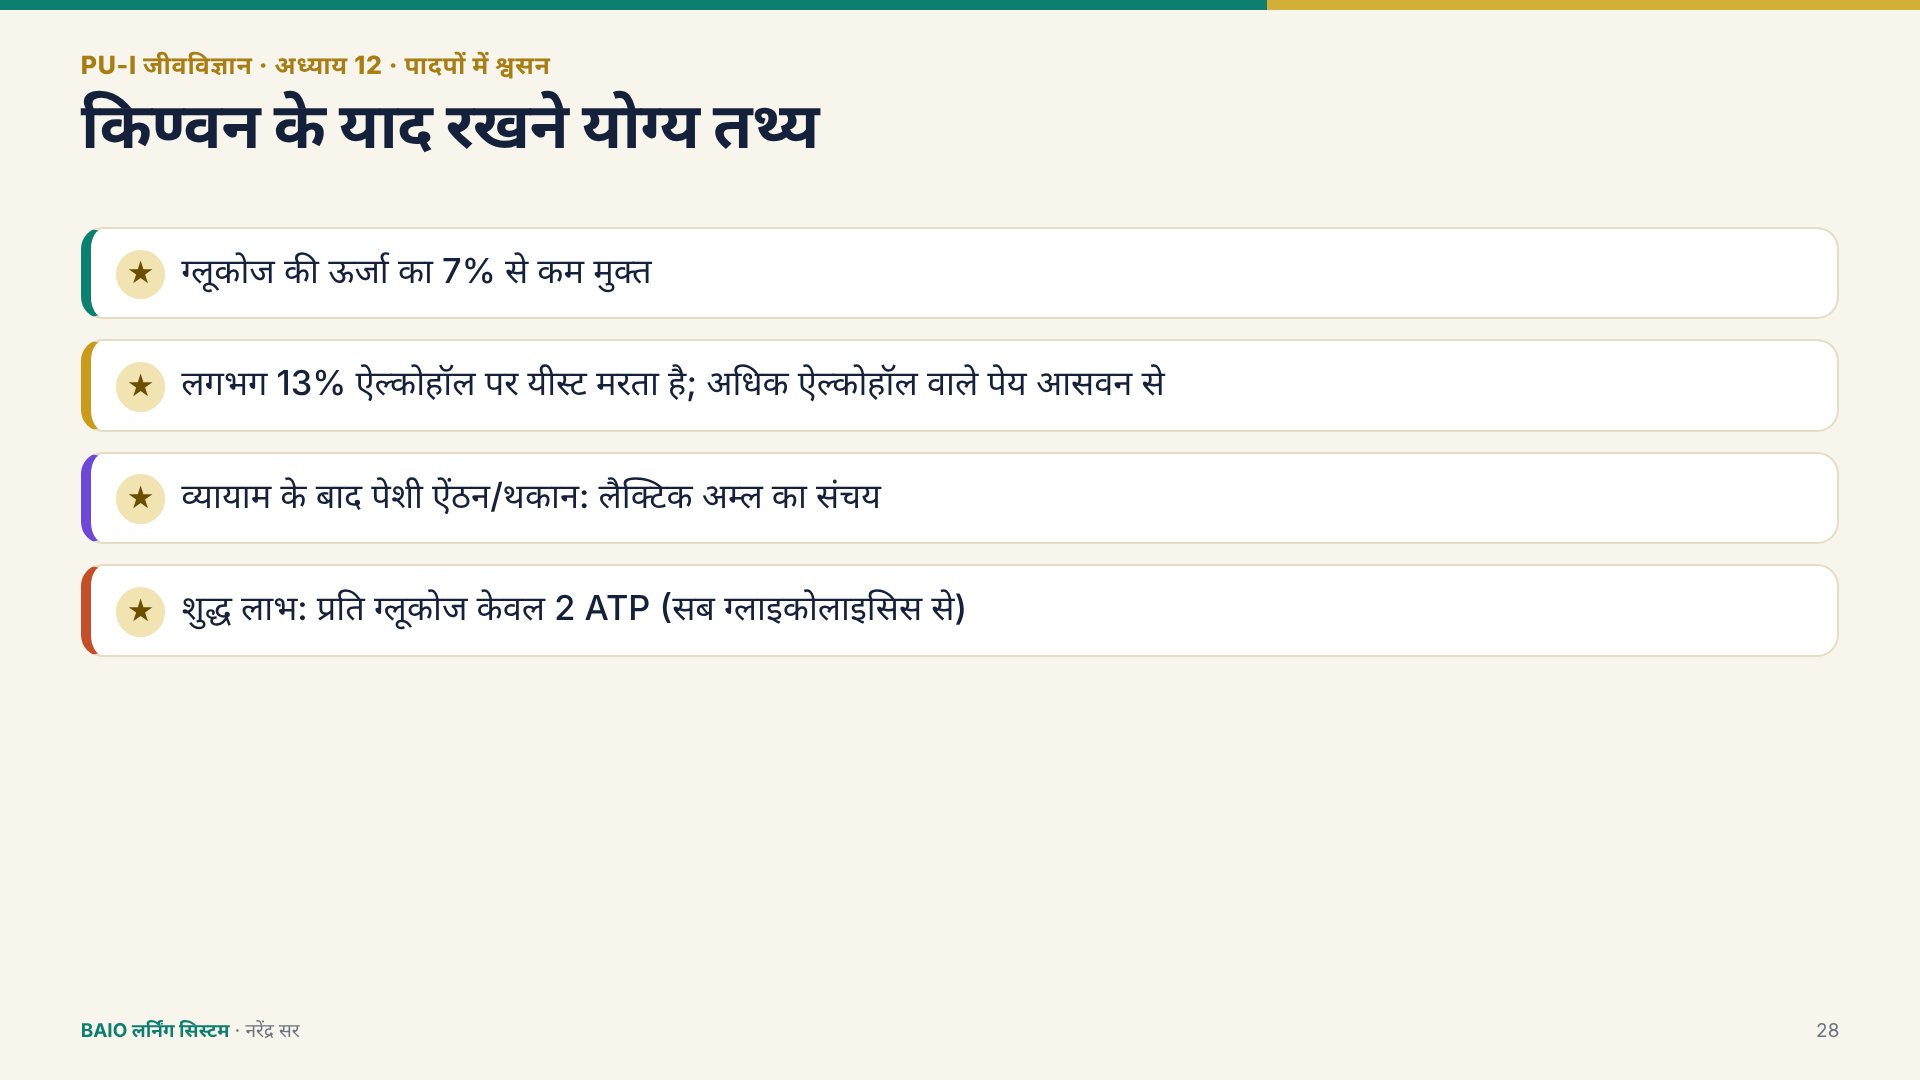 PU-I जीवविज्ञान · अध्याय 12 · पादपों में श्वसन
किण्वन के याद रखने योग्य तथ्य
★ ग्लूकोज की ऊर्जा का 7% से कम मुक्त
★ लगभग 13% ऐल्कोहॉल पर यीस्ट मरता है; अधिक ऐल्कोहॉल वाले पेय आसवन से
★ व्यायाम के बाद पेशी ऐंठन/थकान: लैक्टिक अम्ल का संचय
★ शुद्ध लाभ: प्रति ग्लूकोज केवल 2 ATP (सब ग्लाइकोलाइसिस से)
BAIO लर्निंग सिस्टम · नरेंद्र सर
28